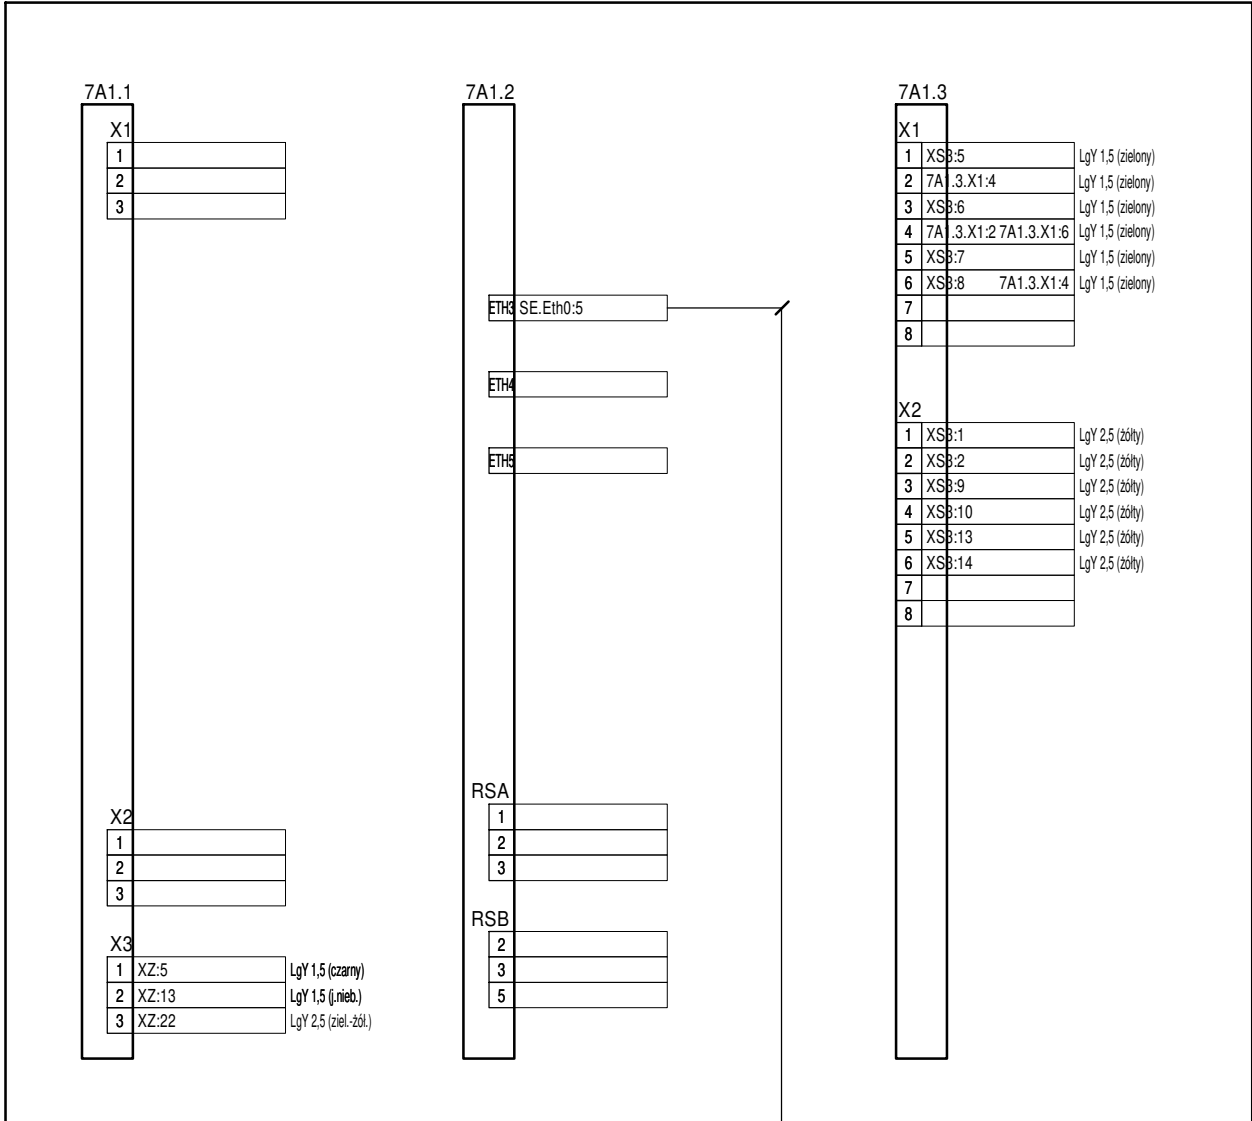 7A1.1
X1
1
2
3
X2
1
2
3
X3
1 XZ:5 LgY 1,5 (czarny)
2 XZ:13 LgY 1,5 (j.nieb.)
3 XZ:22 LgY 2,5 (ziel.-żół.)
7A1.2
ETH3 SE.Eth0:5
ETH4
ETH5
RSA
1
2
3
RSB
2
3
5
7A1.3
X1
1 XS3:5 LgY 1,5 (zielony)
2 7A1.3.X1:4 LgY 1,5 (zielony)
3 XS3:6 LgY 1,5 (zielony)
4 7A1.3.X1:2 7A1.3.X1:6 LgY 1,5 (zielony)
5 XS3:7 LgY 1,5 (zielony)
6 XS3:8 7A1.3.X1:4 LgY 1,5 (zielony)
7
8
X2
1 XS3:1 LgY 2,5 (żółty)
2 XS3:2 LgY 2,5 (żółty)
3 XS3:9 LgY 2,5 (żółty)
4 XS3:10 LgY 2,5 (żółty)
5 XS3:13 LgY 2,5 (żółty)
6 XS3:14 LgY 2,5 (żółty)
7
8